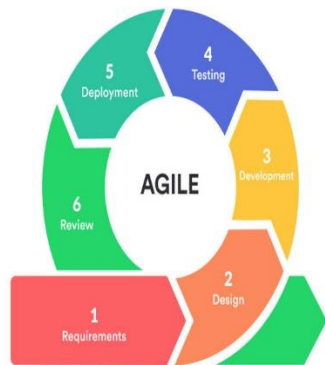 5
Deployment
4
Testing
3
Development
AGILE
6
Review
2
Design
1
Requirements